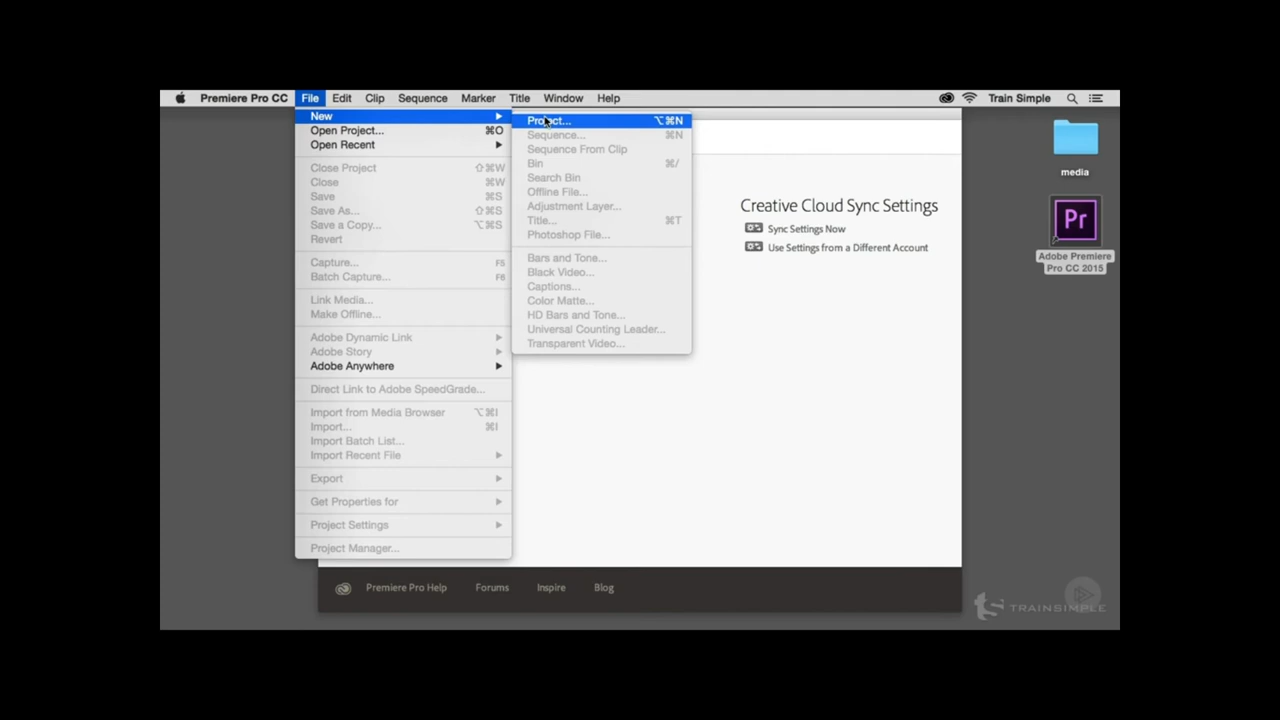 Premiere Pro CC File Edit Clip Sequence Marker Title Window Help Train Simple
New
Open Project... ⌘O
Open Recent
Close Project ⇧⌘W
Close ⌘W
Save ⌘S
Save As... ⇧⌘S
Save a Copy... ⌥⌘S
Revert
Capture... F5
Batch Capture... F6
Link Media...
Make Offline...
Adobe Dynamic Link
Adobe Story
Adobe Anywhere
Direct Link to Adobe SpeedGrade...
Import from Media Browser ⌥⌘I
Import... ⌘I
Import Batch List...
Import Recent File
Export
Get Properties for
Project Settings
Project Manager...
Project... ⌥⌘N
Sequence... ⌘N
Sequence From Clip
Bin ⌘/
Search Bin
Offline File...
Adjustment Layer...
Title... ⌘T
Photoshop File...
Bars and Tone...
Black Video...
Captions...
Color Matte...
HD Bars and Tone...
Universal Counting Leader...
Transparent Video...
Creative Cloud Sync Settings
Sync Settings Now
Use Settings from a Different Account
media
Pr
Adobe Premiere
Pro CC 2015
Premiere Pro Help Forums Inspire Blog
ts TRAINSIMPLE